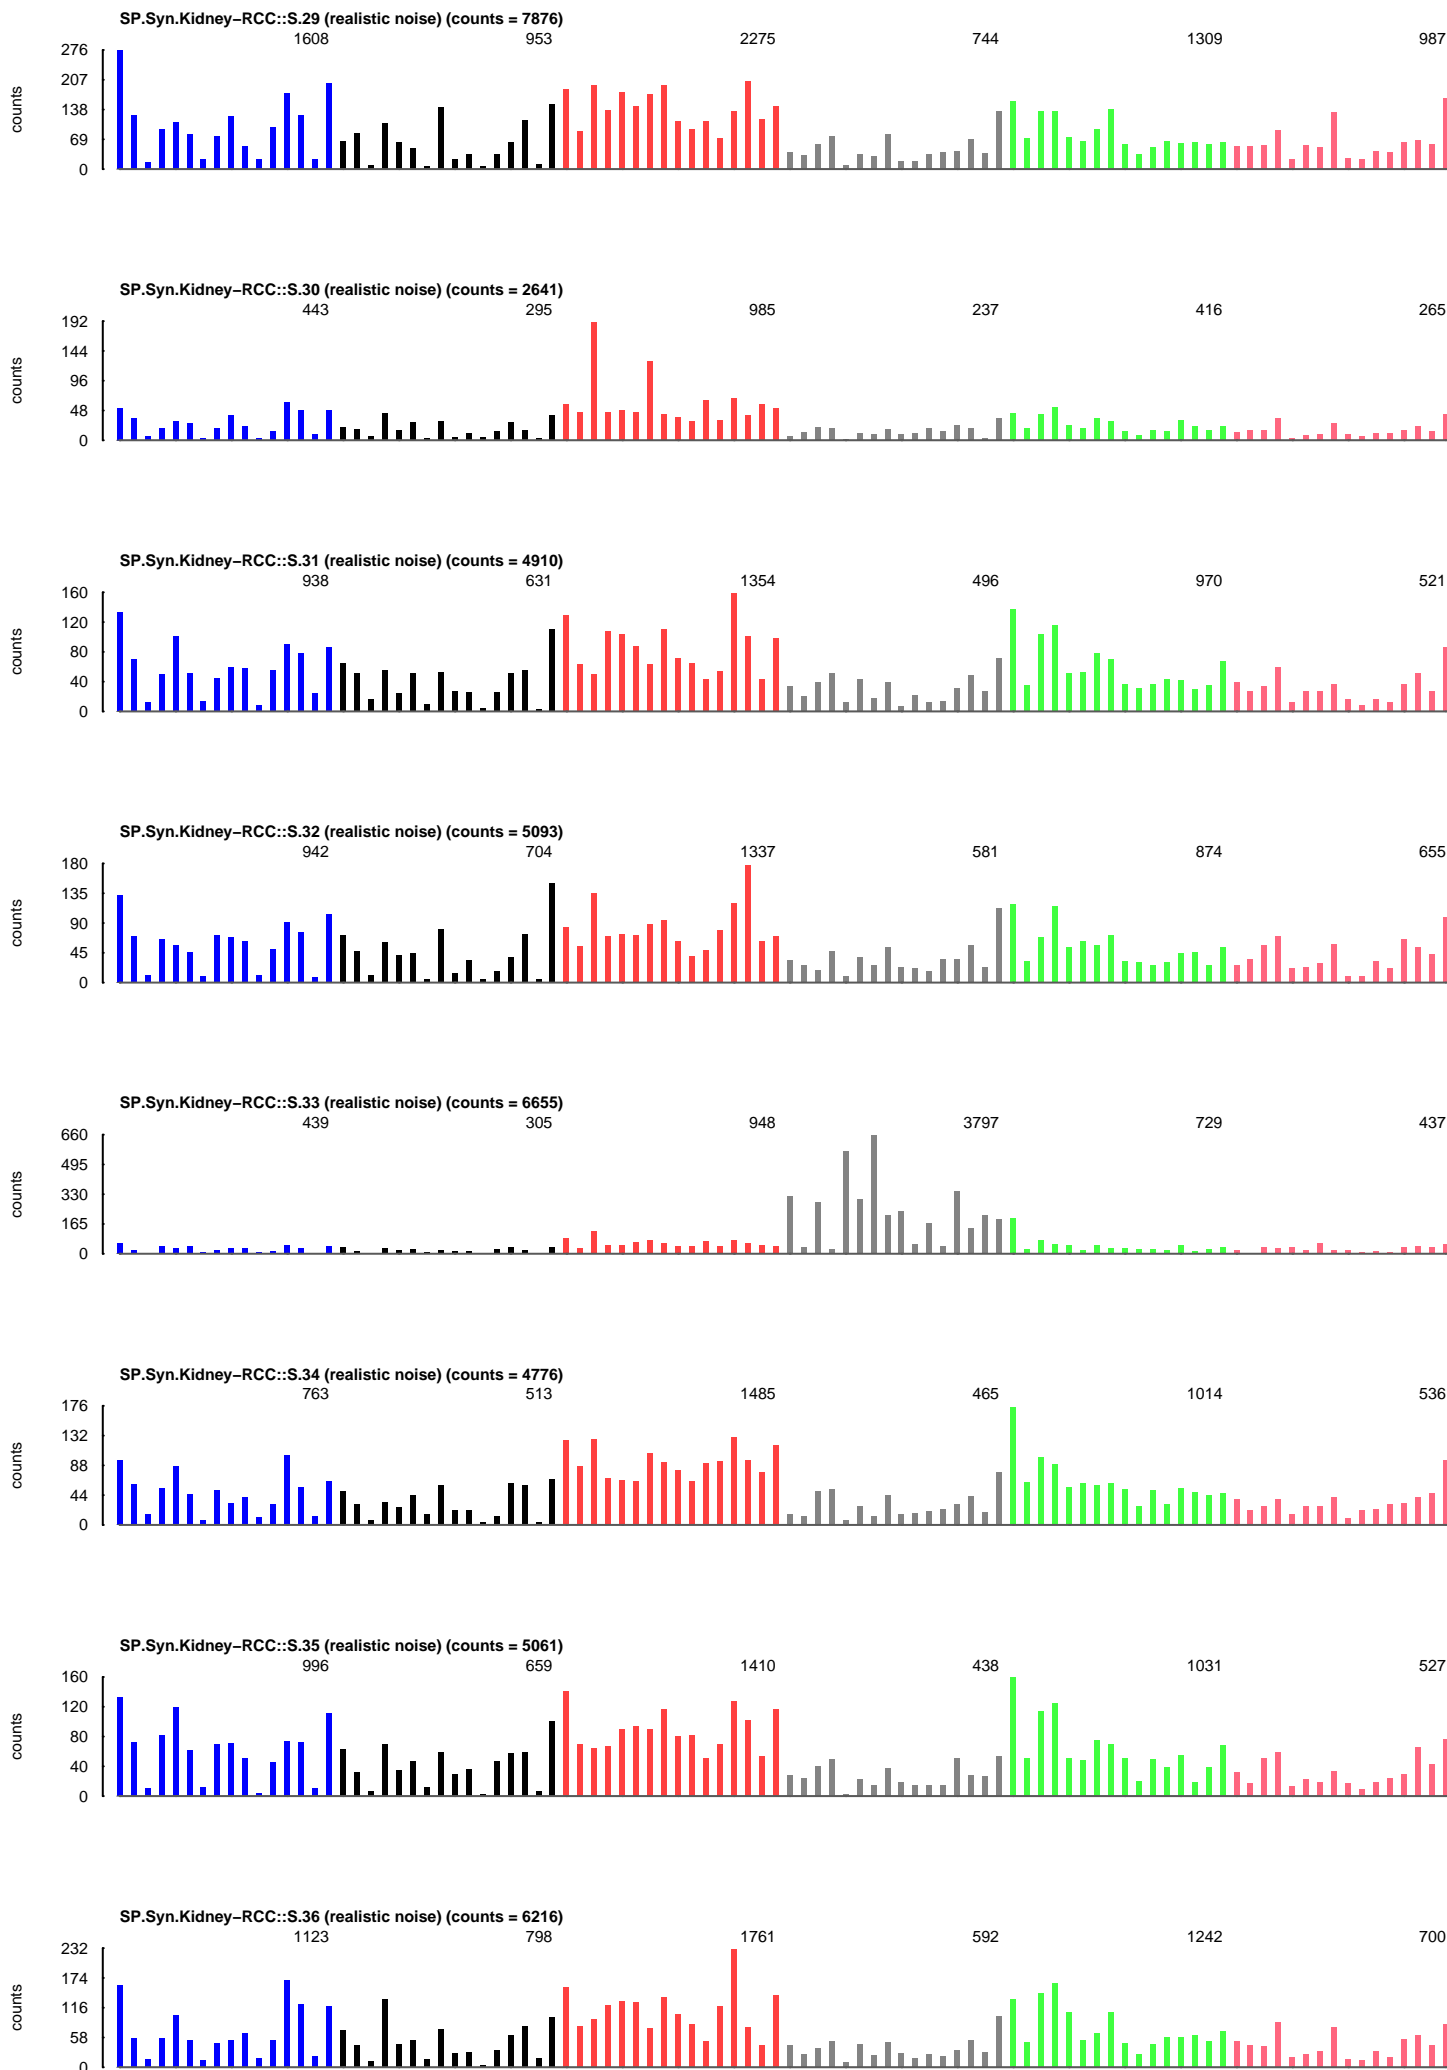 SP.Syn.Kidney−RCC::S.29 (realistic noise) (counts = 7876)
1608 953 2275 744 1309 987
276
207
138
69
0
counts
SP.Syn.Kidney−RCC::S.30 (realistic noise) (counts = 2641)
443 295 985 237 416 265
192
144
96
48
0
counts
SP.Syn.Kidney−RCC::S.31 (realistic noise) (counts = 4910)
938 631 1354 496 970 521
160
120
80
40
0
counts
SP.Syn.Kidney−RCC::S.32 (realistic noise) (counts = 5093)
942 704 1337 581 874 655
180
135
90
45
0
counts
SP.Syn.Kidney−RCC::S.33 (realistic noise) (counts = 6655)
439 305 948 3797 729 437
660
495
330
165
0
counts
SP.Syn.Kidney−RCC::S.34 (realistic noise) (counts = 4776)
763 513 1485 465 1014 536
176
132
88
44
0
counts
SP.Syn.Kidney−RCC::S.35 (realistic noise) (counts = 5061)
996 659 1410 438 1031 527
160
120
80
40
0
counts
SP.Syn.Kidney−RCC::S.36 (realistic noise) (counts = 6216)
1123 798 1761 592 1242 700
232
174
116
58
0
counts